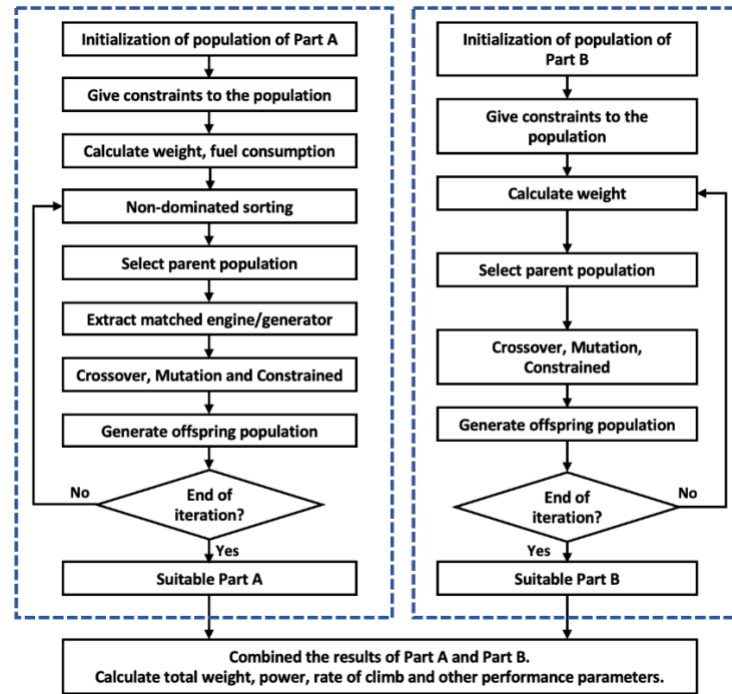 Initialization of population of Part A
Give constraints to the population
Calculate weight, fuel consumption
Non-dominated sorting
Select parent population
Extract matched engine/generator
Crossover, Mutation and Constrained
Generate offspring population
No
End of
iteration?
Yes
Suitable Part A
Initialization of population of
Part B
Give constraints to the
population
Calculate weight
Select parent population
Crossover, Mutation,
Constrained
Generate offspring population
End of
iteration?
No
Yes
Suitable Part B
Combined the results of Part A and Part B.
Calculate total weight, power, rate of climb and other performance parameters.